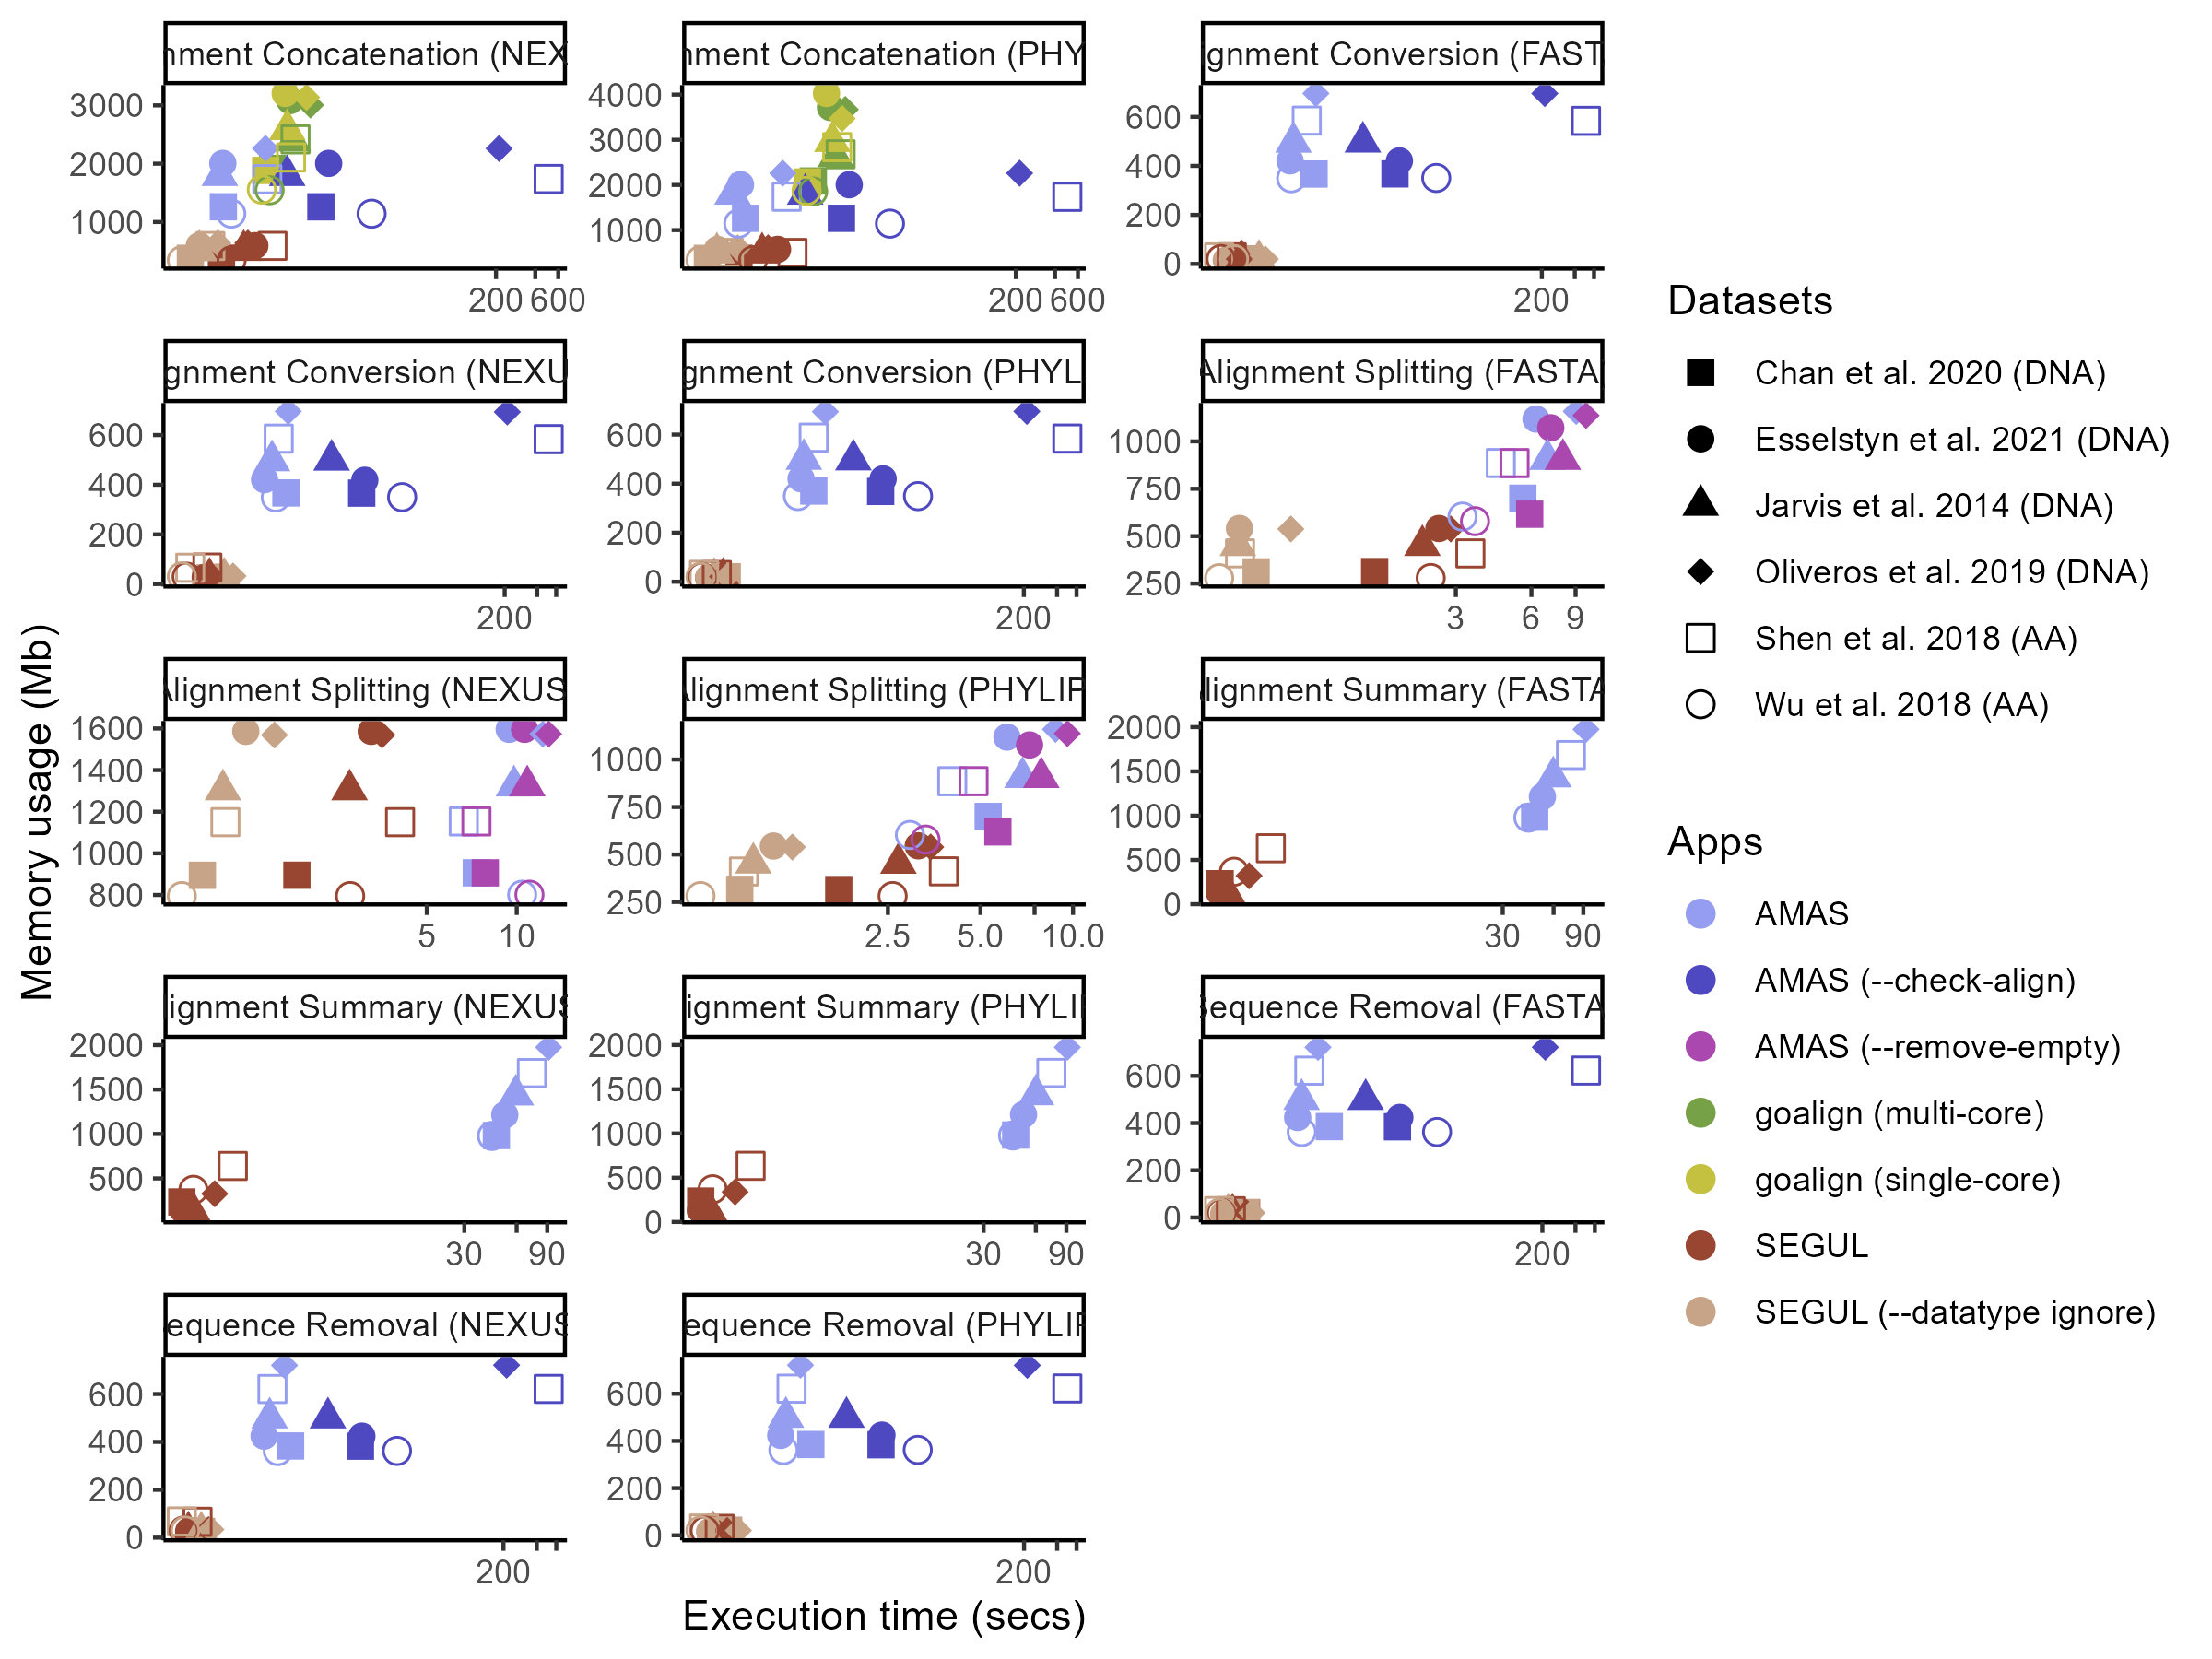 nment Concatenation (NEX
nment Concatenation (PHY
gnment Conversion (FAST
3000
2000
1000
200 600
4000
3000
2000
1000
200 600
600
400
200
0
200
gnment Conversion (NEXU
gnment Conversion (PHYL
Alignment Splitting (FASTA
600
400
200
0
200
600
400
200
0
200
1000
750
500
250
3 6 9
Alignment Splitting (NEXUS
Alignment Splitting (PHYLIP
lignment Summary (FASTA
1600
1400
1200
1000
800
5 10
1000
750
500
250
2.5 5.0 10.0
2000
1500
1000
500
0
30 90
ignment Summary (NEXUS
ignment Summary (PHYLI
Sequence Removal (FASTA
2000
1500
1000
500
30 90
2000
1500
1000
500
0
30 90
600
400
200
0
200
equence Removal (NEXUS
equence Removal (PHYLIP
600
400
200
0
200
600
400
200
0
200
Memory usage (Mb)
Execution time (secs)
Datasets
Chan et al. 2020 (DNA)
Esselstyn et al. 2021 (DNA)
Jarvis et al. 2014 (DNA)
Oliveros et al. 2019 (DNA)
Shen et al. 2018 (AA)
Wu et al. 2018 (AA)
Apps
AMAS
AMAS (--check-align)
AMAS (--remove-empty)
goalign (multi-core)
goalign (single-core)
SEGUL
SEGUL (--datatype ignore)